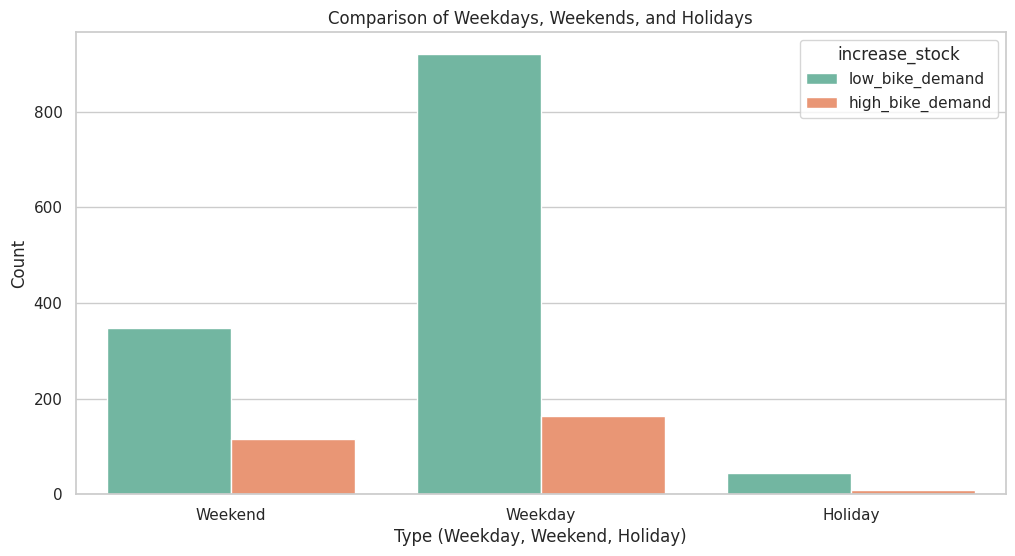 Comparison of Weekdays, Weekends, and Holidays
increase_stock
low_bike_demand
high_bike_demand
Count
800
600
400
200
0
Weekend
Weekday
Holiday
Type (Weekday, Weekend, Holiday)